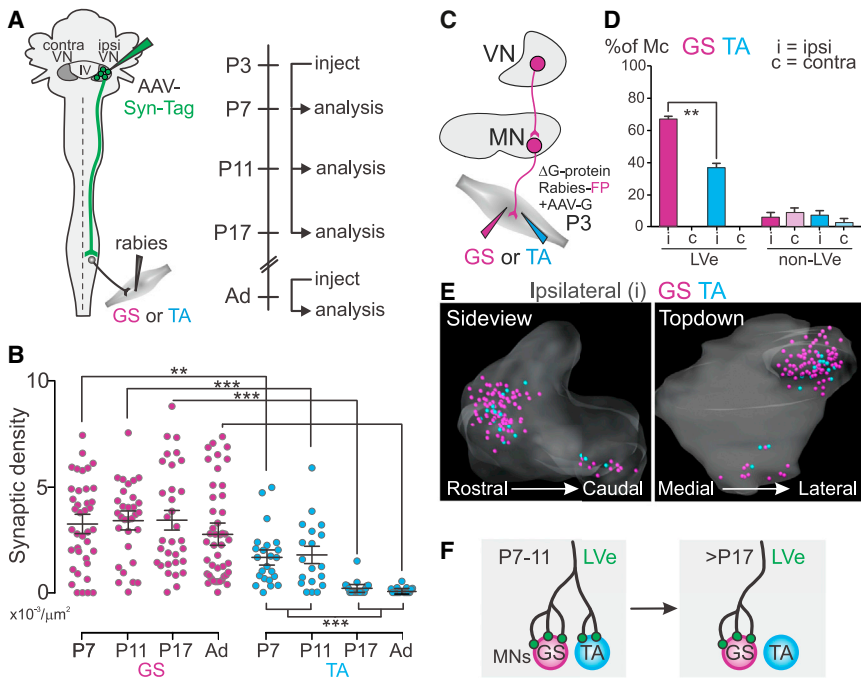 A
contra
VN
ipsi
VN
IV
AAV-
Syn-Tag
rabies
GS or TA
P3
inject
P7
analysis
P11
analysis
P17
analysis
Ad
inject
analysis
B
**
***
***
10
5
0
Synaptic density
x10⁻³/µm²
***
P7 P11 P17 Ad P7 P11 P17 Ad
GS TA
C
VN
MN
ΔG-protein
Rabies-FP
+AAV-G
P3
GS or TA
D
%of Mc GS TA i = ipsi
c = contra
80
60
40
20
0
**
i c i c i c i c
LVe non-LVe
E
Ipsilateral (i) GS TA
Sideview
Rostral Caudal
Topdown
Medial Lateral
F
P7-11 LVe
MNs GS TA
>P17 LVe
GS TA